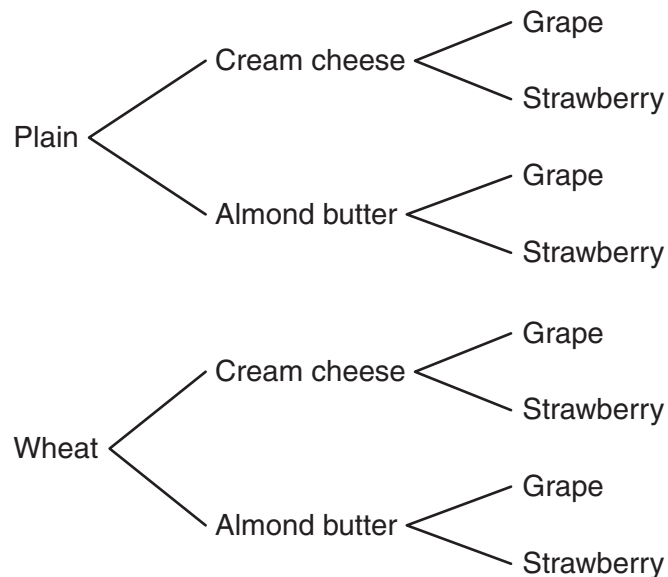 Grape
Cream cheese
Strawberry
Plain
Grape
Almond butter
Strawberry
Grape
Cream cheese
Strawberry
Wheat
Grape
Almond butter
Strawberry